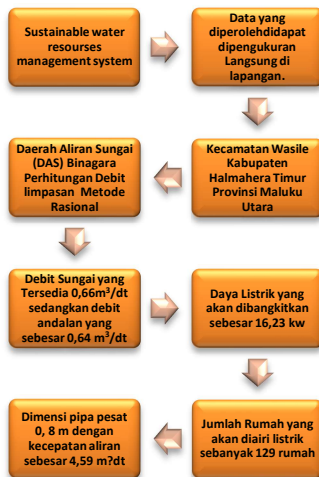 Sustainable water
resourses
management system
Data yang
diperolehdidapat
dipengukuran
Langsung di
lapangan.
Kecamatan Wasile
Kabupaten
Halmahera Timur
Provinsi Maluku
Utara
Daerah Aliran Sungai
(DAS) Binagara
Perhitungan Debit
limpasan Metode
Rasional
Debit Sungai yang
Tersedia 0,66m³/dt
sedangkan debit
andalan yang
sebesar 0,64 m³/dt
Daya Listrik yang
akan dibangkitkan
sebesar 16,23 kw
Jumlah Rumah yang
akan diairi listrik
sebanyak 129 rumah
Dimensi pipa pesat
0, 8 m dengan
kecepatan aliran
sebesar 4,59 m?dt